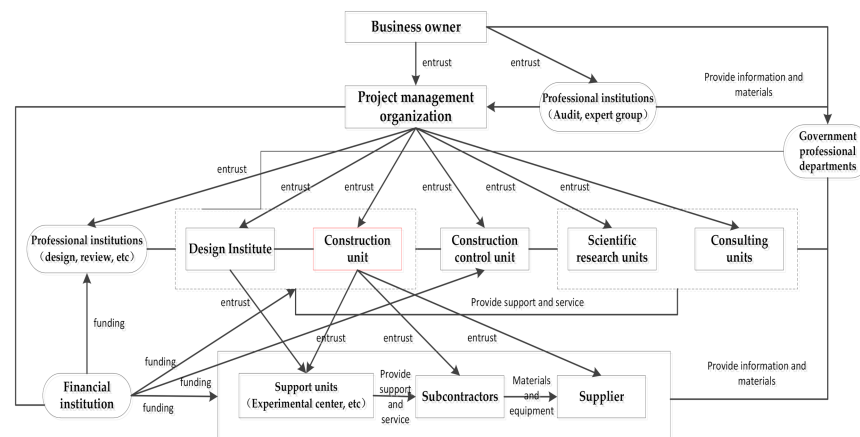 Business owner
entrust
entrust
Provide information and
materials
Project management
organization
Professional institutions
（Audit, expert group）
Government
professional
departments
entrust
entrust
entrust
entrust
entrust
Professional institutions
（design, review, etc）
Design Institute
Construction
unit
Construction
control unit
Scientific
research units
Consulting
units
entrust
Provide support and service
funding
entrust
entrust
entrust
funding
funding
funding
Financial
institution
Support units
（Experimental center, etc）
Provide
support
and
service
Subcontractors
Materials
and
equipment
Supplier
Provide information and
materials